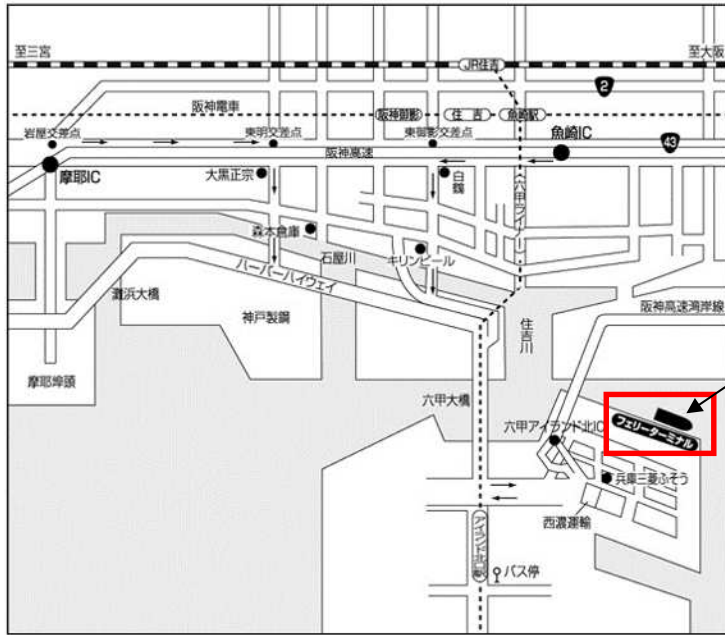 至三宮
至大阪
JR住吉
2
阪神電車
阪神御影
住吉
魚崎駅
岩屋交差点
東明交差点
東御影交差点
魚崎IC
43
阪神高速
摩耶IC
大黒正宗
白鶴
六甲ライナー
森本倉庫
石屋川
キリンビール
ハーバーハイウェイ
灘浜大橋
神戸製鋼
住吉川
阪神高速湾岸線
摩耶埠頭
六甲大橋
六甲アイランド北IC
フェリーターミナル
兵庫三菱ふそう
西濃運輸
アイランド北口駅
バス停